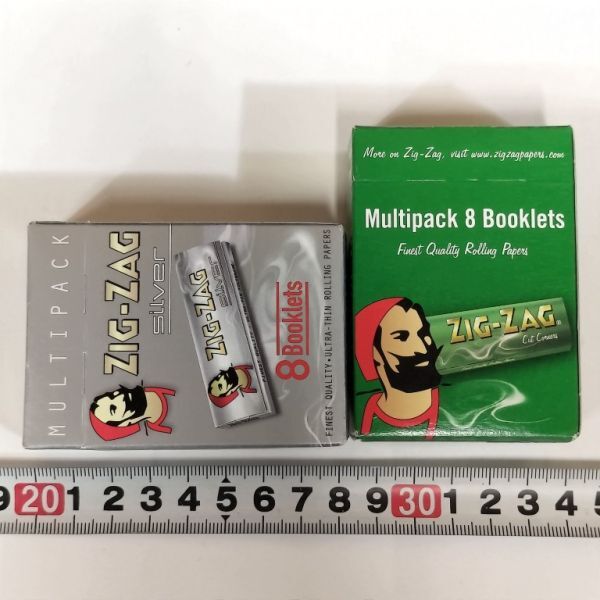 MULTIPACK
ZIG-ZAG
silver
ZIG-ZAG
silver
8 Booklets
FINEST QUALITY • ULTRA-THIN ROLLING PAPERS
More on Zig-Zag, visit www.zigzagpapers.com
Multipack 8 Booklets
Finest Quality Rolling Papers
ZIG-ZAG
Cut Corners
9 20 1 2 3 4 5 6 7 8 9 30 1 2 3 4 5